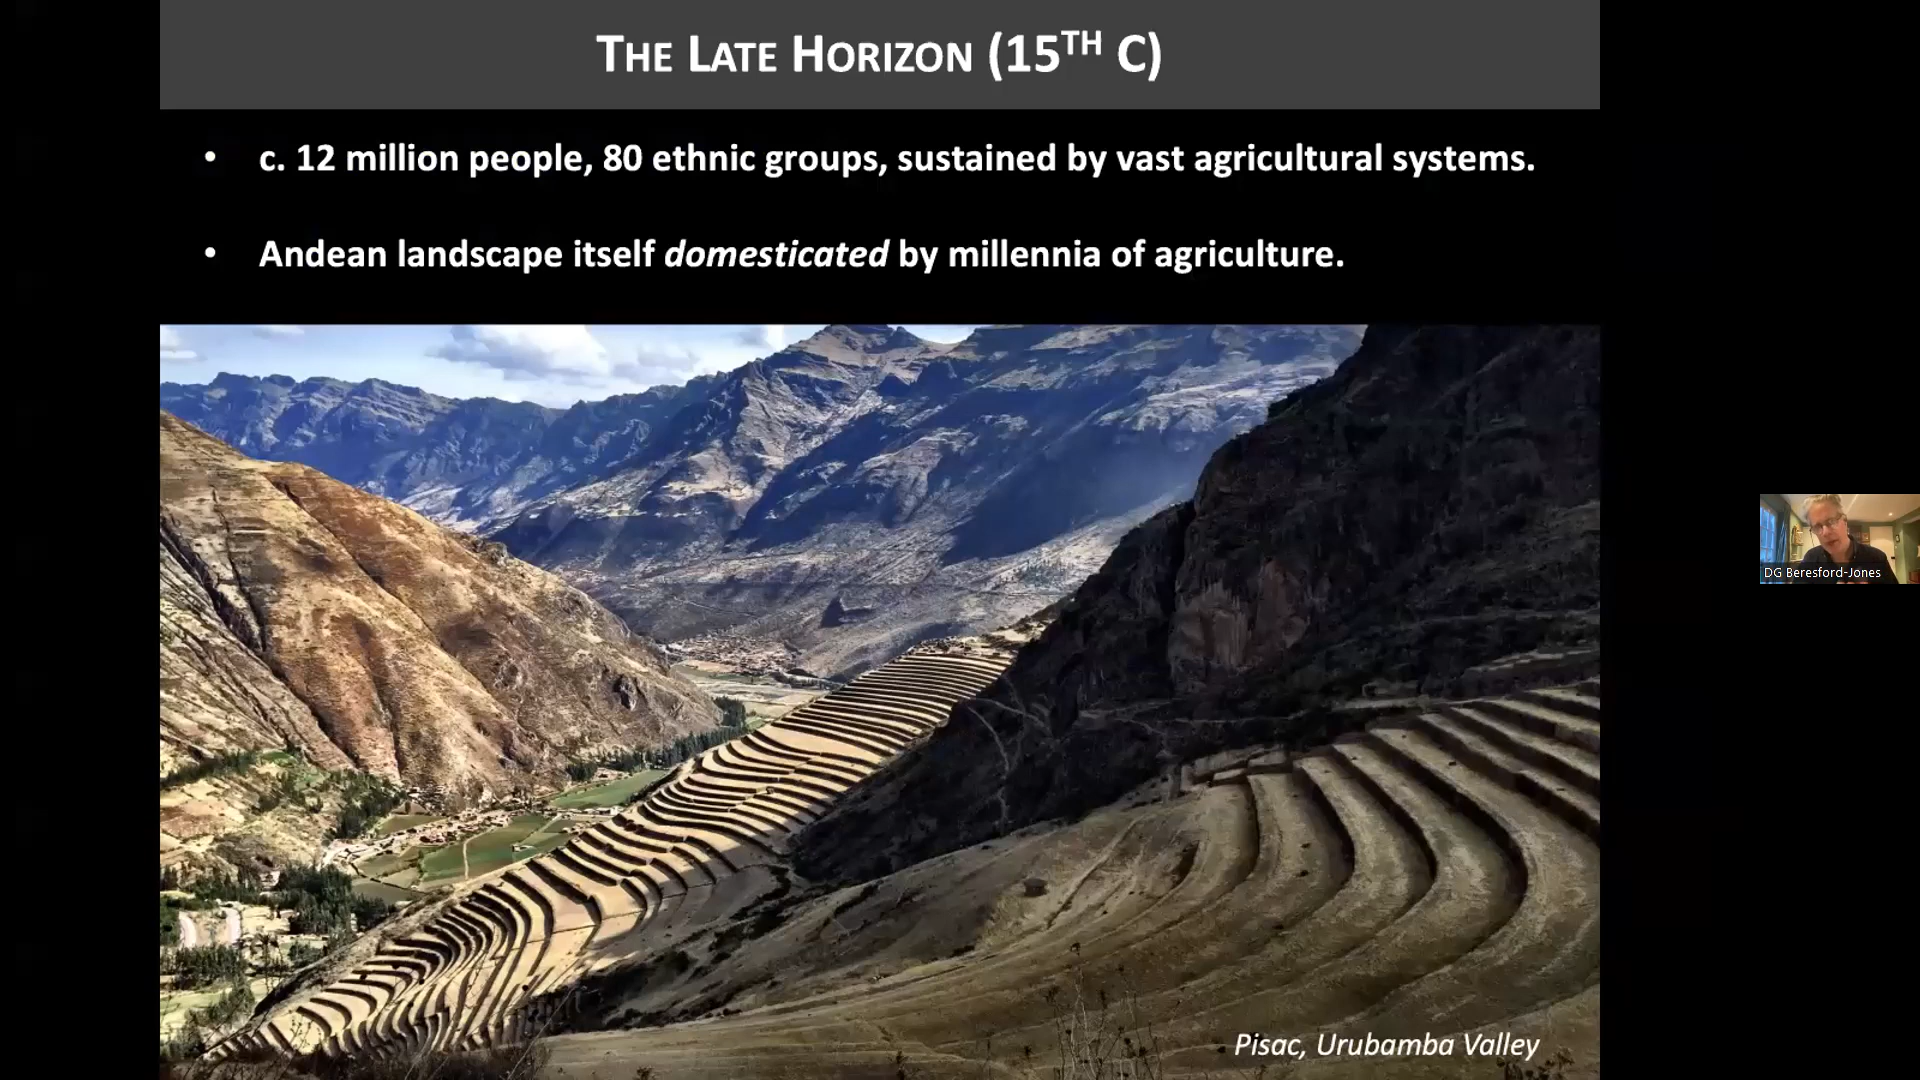 THE LATE HORIZON (15TH C)
• c. 12 million people, 80 ethnic groups, sustained by vast agricultural systems.
• Andean landscape itself domesticated by millennia of agriculture.
DG Beresford-Jones
Pisac, Urubamba Valley